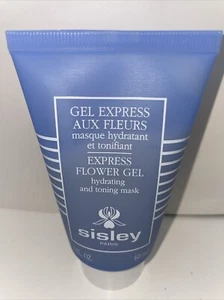 GEL EXPRESS
AUX FLEURS
masque hydratant
et tonifiant
EXPRESS
FLOWER GEL
hydrating
and toning mask
sisley
PARIS